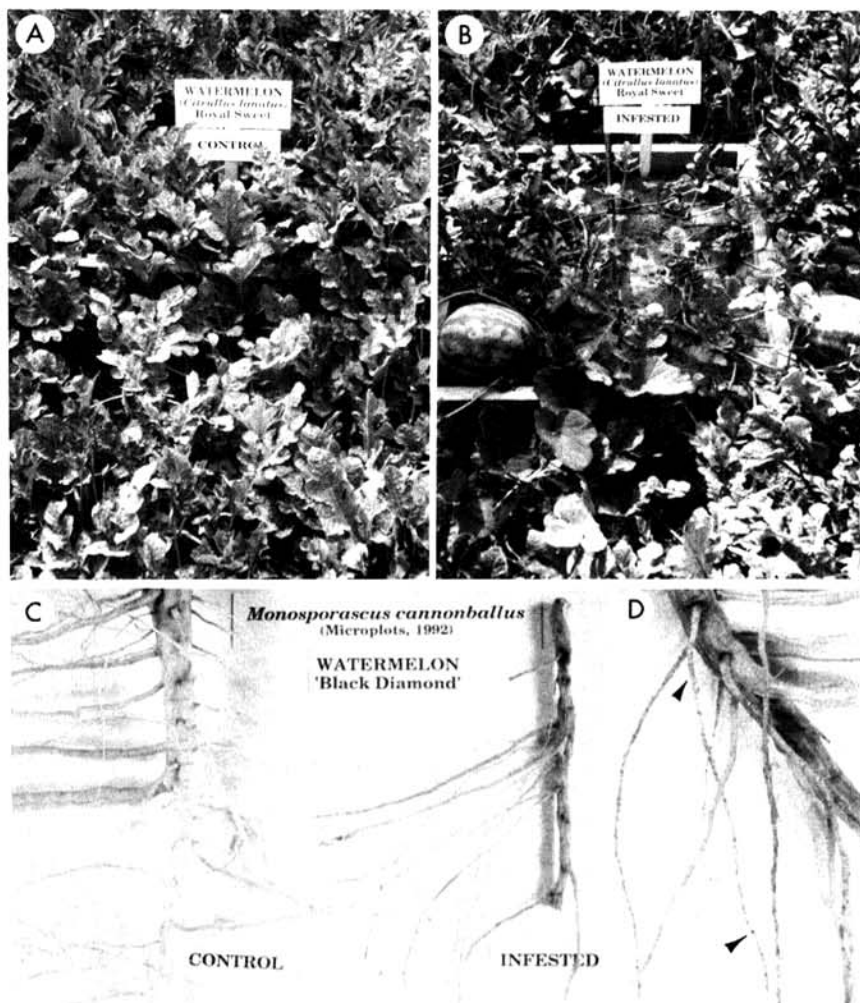 A
WATERMELON
(Citrullus lanatus)
Royal Sweet
CONTROL
B
WATERMELON
(Citrullus lanatus)
Royal Sweet
INFESTED
C
Monosporascus cannonballus
(Microplots, 1992)
WATERMELON
'Black Diamond'
CONTROL
INFESTED
D